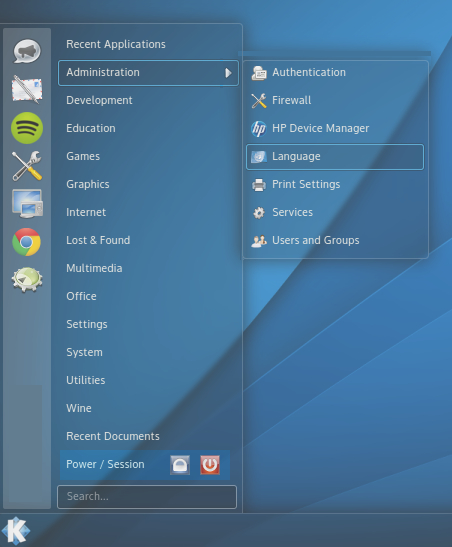 Recent Applications
Administration
Development
Education
Games
Graphics
Internet
Lost & Found
Multimedia
Office
Settings
System
Utilities
Wine
Recent Documents
Power / Session
Search...
Authentication
Firewall
HP Device Manager
Language
Print Settings
Services
Users and Groups
hp
K